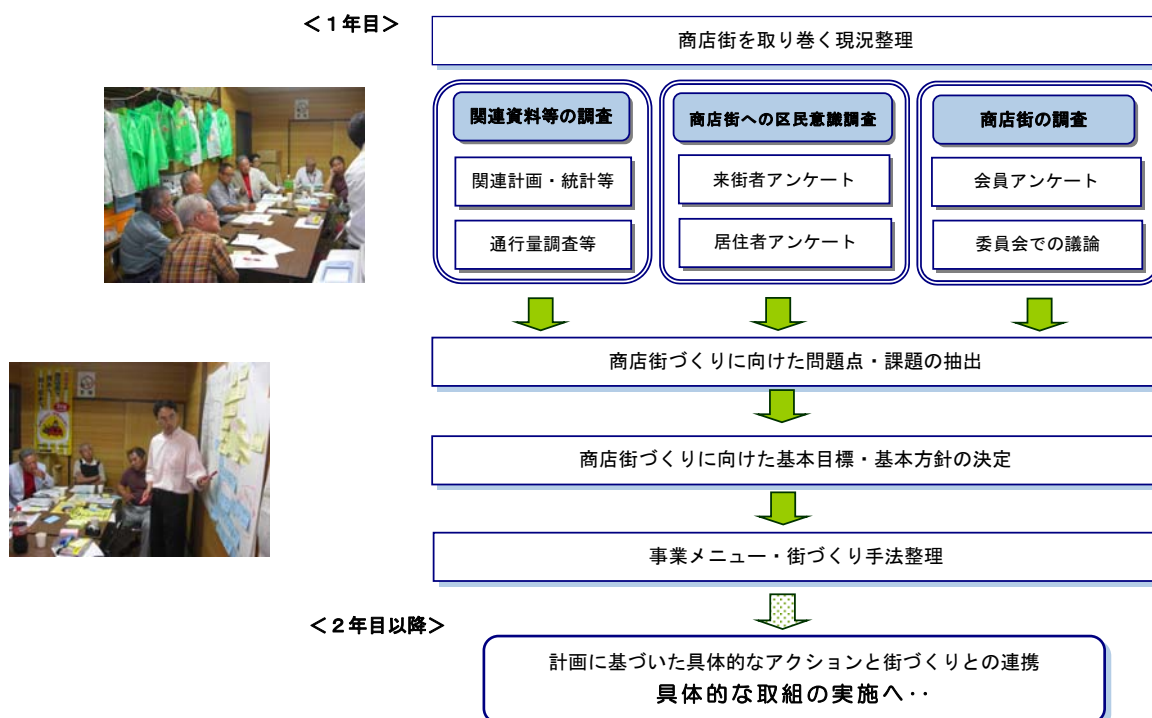 ＜１年目＞
商店街を取り巻く現況整理
関連資料等の調査
関連計画・統計等
通行量調査等
商店街への区民意識調査
来街者アンケート
居住者アンケート
商店街の調査
会員アンケート
委員会での議論
商店街づくりに向けた問題点・課題の抽出
商店街づくりに向けた基本目標・基本方針の決定
事業メニュー・街づくり手法整理
＜２年目以降＞
計画に基づいた具体的なアクションと街づくりとの連携
具体的な取組の実施へ‥